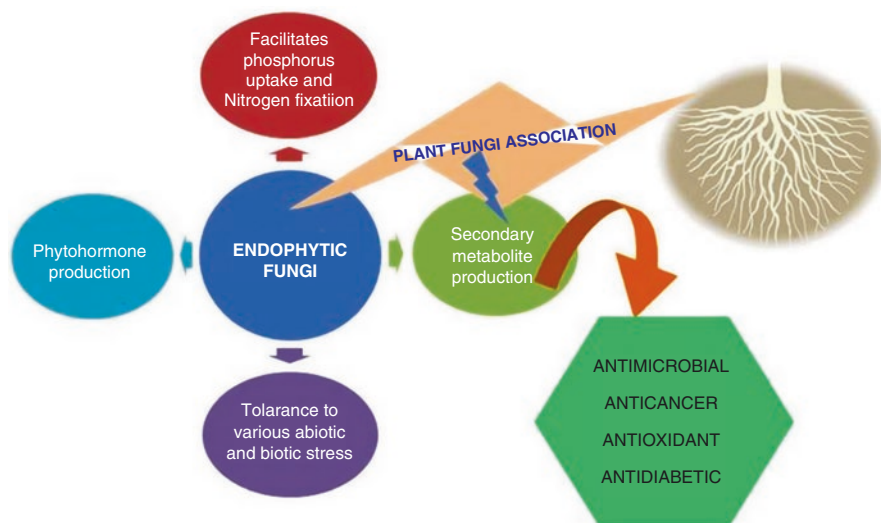 Facilitates
phosphorus
uptake and
Nitrogen fixatiion
PLANT FUNGI ASSOCIATION
Phytohormone
production
ENDOPHYTIC
FUNGI
Secondary
metabolite
production
Tolarance to
various abiotic
and biotic stress
ANTIMICROBIAL
ANTICANCER
ANTIOXIDANT
ANTIDIABETIC